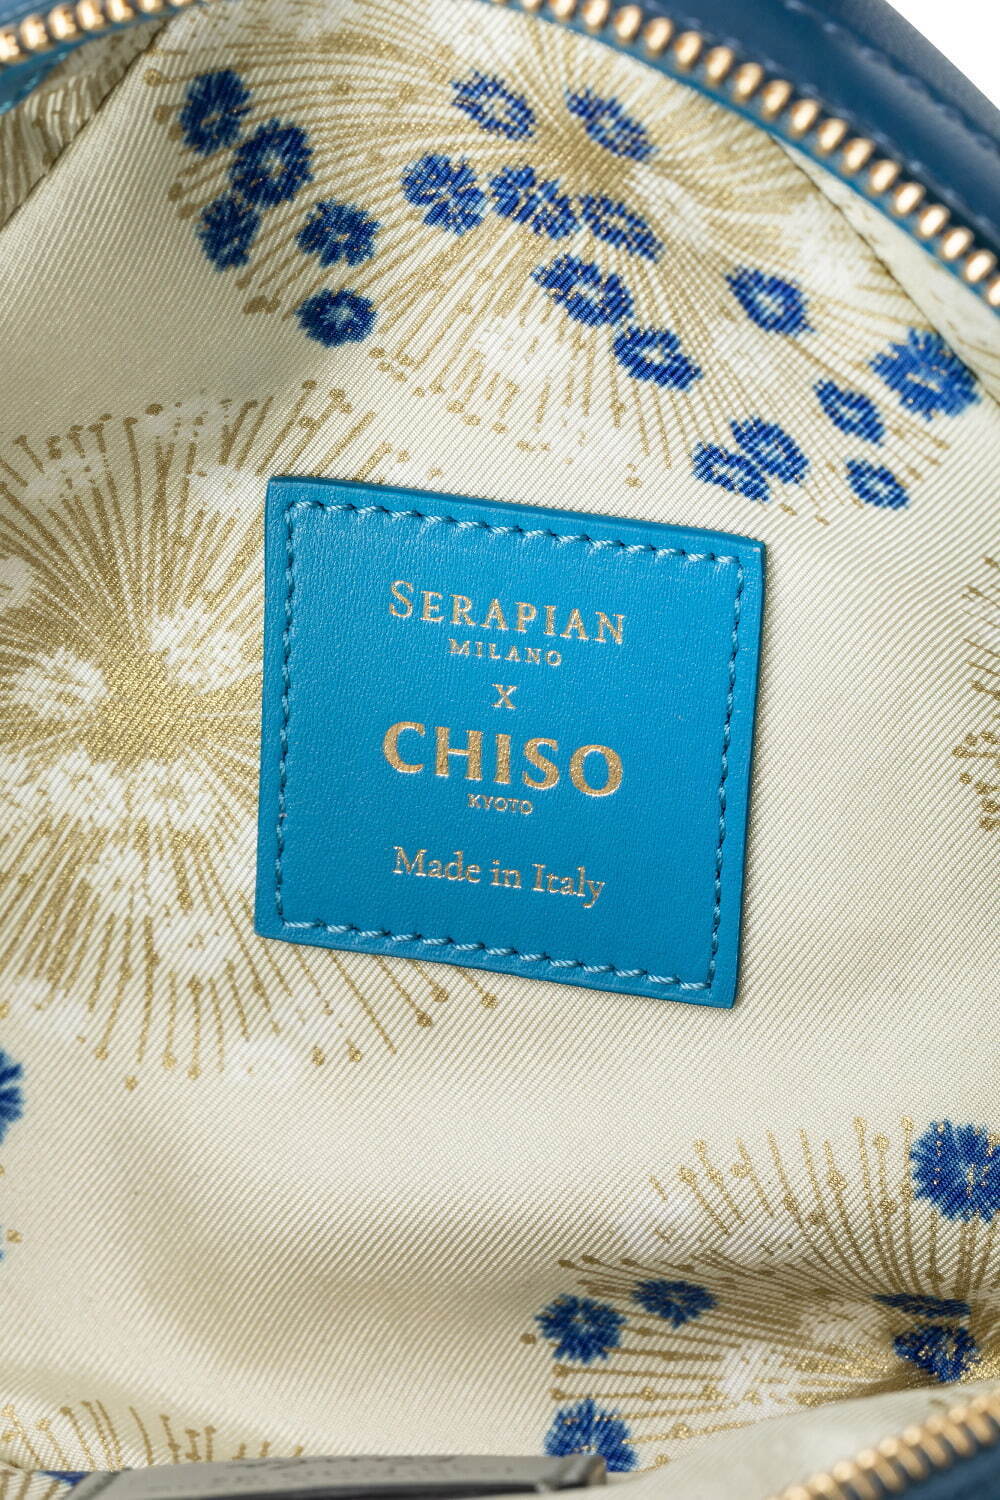 SERAPIAN
MILANO
X
CHISO
KYOTO
Made in Italy